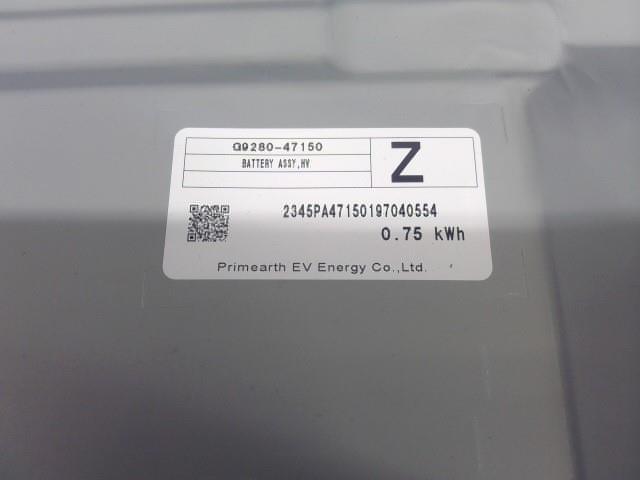 G9280-47150
BATTERY ASSY,HV
Z
2345PA47150197040554
0.75 kWh
Primearth EV Energy Co.,Ltd.